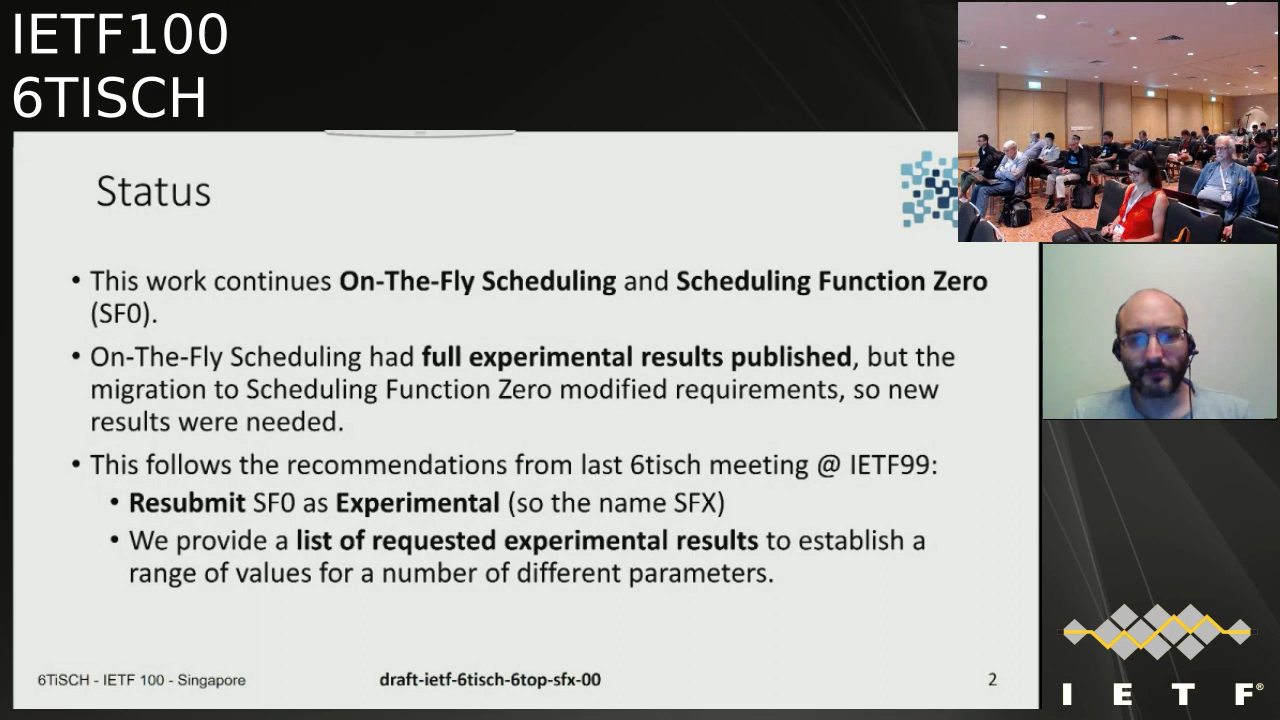 IETF100
6TISCH
Status
• This work continues On-The-Fly Scheduling and Scheduling Function Zero
(SF0).
• On-The-Fly Scheduling had full experimental results published, but the
migration to Scheduling Function Zero modified requirements, so new
results were needed.
• This follows the recommendations from last 6tisch meeting @ IETF99:
• Resubmit SF0 as Experimental (so the name SFX)
• We provide a list of requested experimental results to establish a
range of values for a number of different parameters.
6TiSCH - IETF 100 - Singapore
draft-ietf-6tisch-6top-sfx-00
2
I E T F®